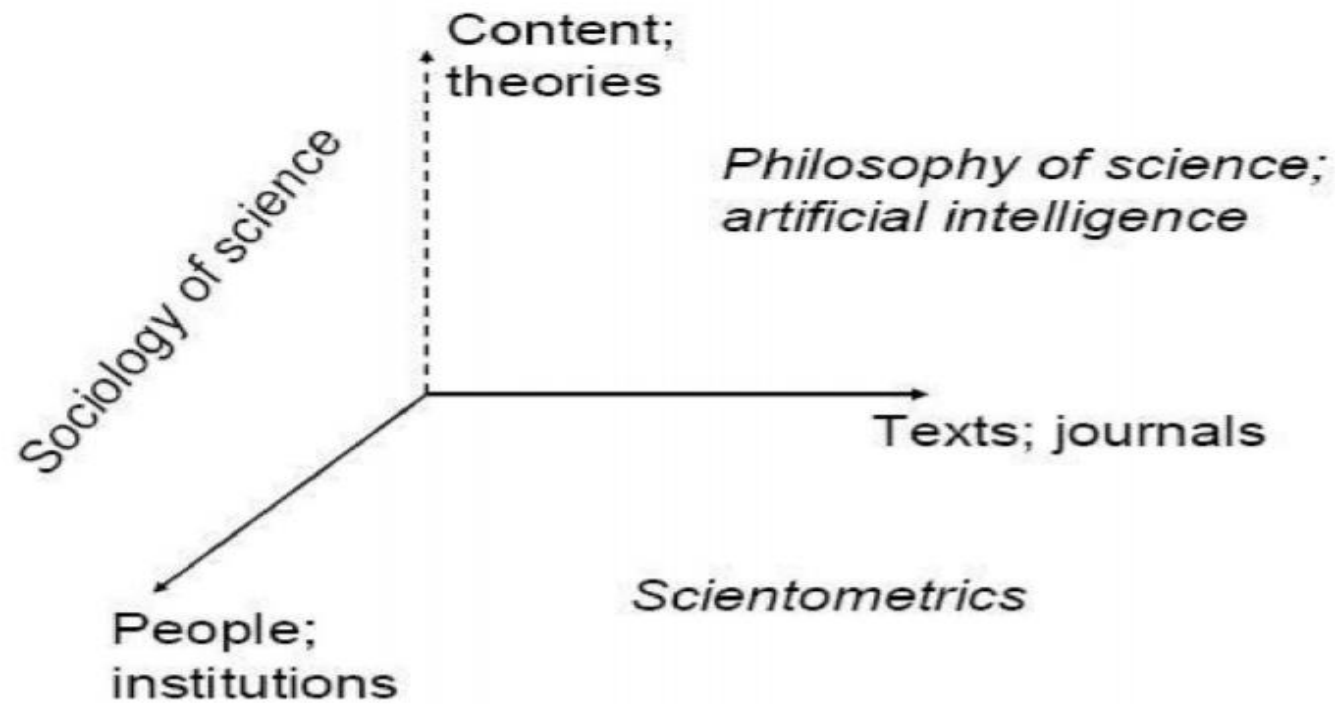 Content;
theories
Philosophy of science;
artificial intelligence
Sociology of science
Texts; journals
Scientometrics
People;
institutions